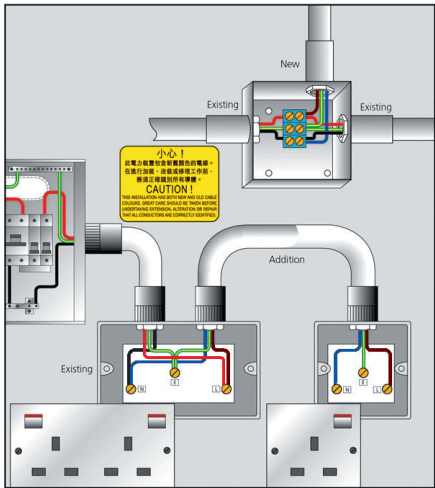 New
Existing
Existing
小心！
此電力裝置包含新舊顏色的電線。
在進行加裝、改裝或修理工作前，
務須正確識別所有導體。
CAUTION !
THIS INSTALLATION HAS BOTH NEW AND OLD CABLE
COLOURS. GREAT CARE SHOULD BE TAKEN BEFORE
UNDERTAKING EXTENSION, ALTERATION OR REPAIR
THAT ALL CONDUCTORS ARE CORRECTLY IDENTIFIED.
Addition
Existing
N
E
L
N
E
L